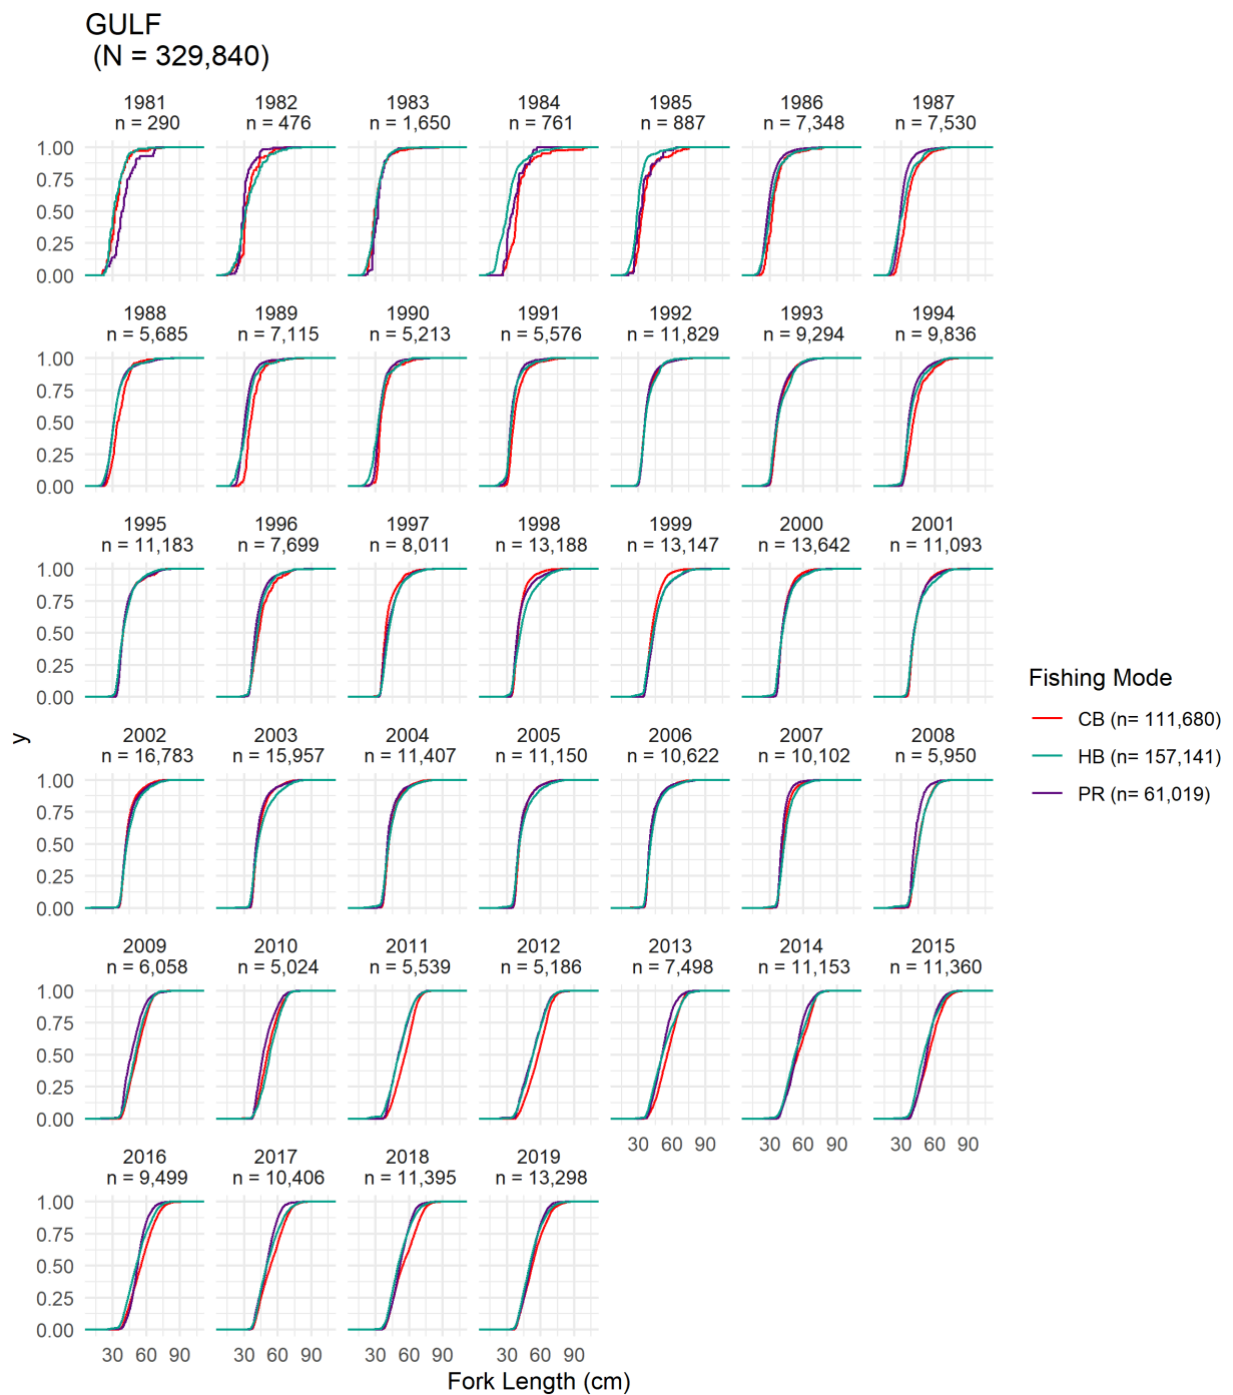 GULF
(N = 329,840)
1981 1982 1983 1984 1985 1986 1987
n = 290 n = 476 n = 1,650 n = 761 n = 887 n = 7,348 n = 7,530
1.00
0.75
0.50
0.25
0.00
1988 1989 1990 1991 1992 1993 1994
n = 5,685 n = 7,115 n = 5,213 n = 5,576 n = 11,829 n = 9,294 n = 9,836
1.00
0.75
0.50
0.25
0.00
1995 1996 1997 1998 1999 2000 2001
n = 11,183 n = 7,699 n = 8,011 n = 13,188 n = 13,147 n = 13,642 n = 11,093
1.00
0.75
0.50
0.25
0.00
2002 2003 2004 2005 2006 2007 2008
n = 16,783 n = 15,957 n = 11,407 n = 11,150 n = 10,622 n = 10,102 n = 5,950
1.00
0.75
0.50
0.25
0.00
2009 2010 2011 2012 2013 2014 2015
n = 6,058 n = 5,024 n = 5,539 n = 5,186 n = 7,498 n = 11,153 n = 11,360
1.00
0.75
0.50
0.25
0.00
30 60 90 30 60 90 30 60 90
2016 2017 2018 2019
n = 9,499 n = 10,406 n = 11,395 n = 13,298
1.00
0.75
0.50
0.25
0.00
30 60 90 30 60 90 30 60 90 30 60 90
Fork Length (cm)
y
Fishing Mode
CB (n= 111,680)
HB (n= 157,141)
PR (n= 61,019)